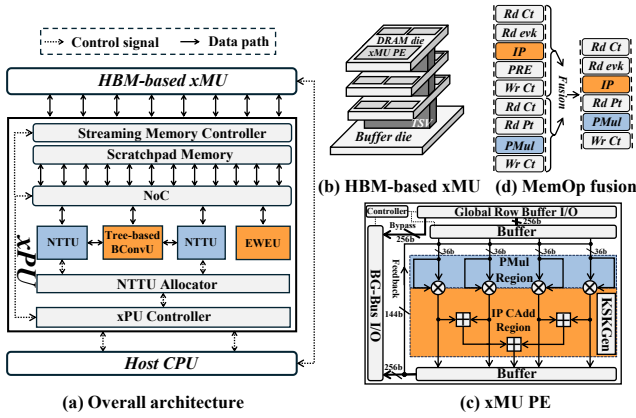 Control signal
Data path
HBM-based xMU
Streaming Memory Controller
Scratchpad Memory
NoC
NTTU
Tree-based
BConvU
NTTU
EWEU
xPU
NTTU Allocator
xPU Controller
Host CPU
(a) Overall architecture
DRAM die
xMU PE
TSV
Buffer die
(b) HBM-based xMU
Rd Ct
Rd evk
IP
PRE
Wr Ct
Rd Ct
Rd Pt
PMul
Wr Ct
Fusion
Rd Ct
Rd evk
IP
Rd Pt
PMul
Wr Ct
(d) MemOp fusion
Controller
Global Row Buffer I/O
Bypass
256b
256b
Buffer
36b
36b
36b
36b
PMul
Region
Feedback
144b
BG-Bus I/O
IP CAdd
Region
KSKGen
256b
Buffer
(c) xMU PE